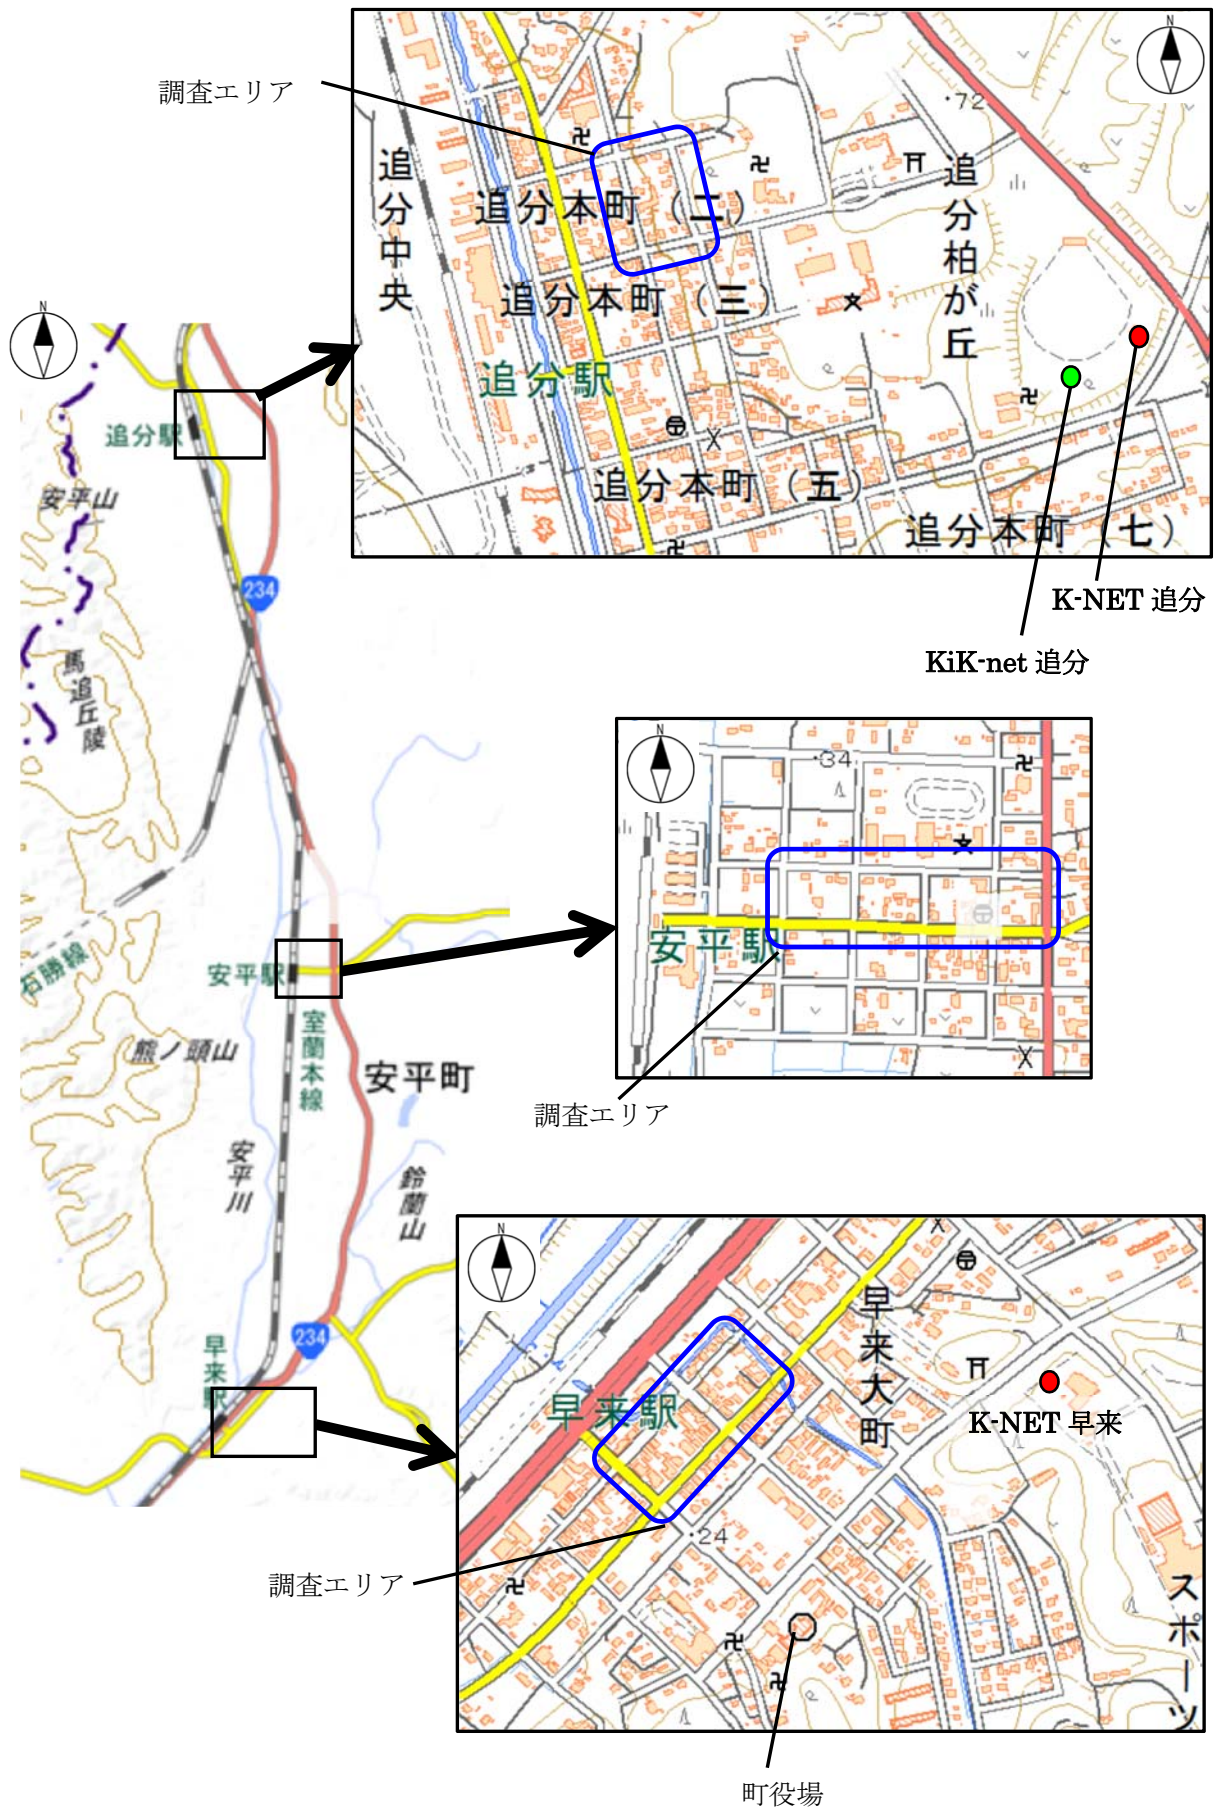 N
調査エリア
72
追分中央
追分本町（二）
追分柏が丘
追分本町（三）
追分駅
追分本町（五）
追分本町（七）
K-NET 追分
KiK-net 追分
N
追分駅
安平山
234
馬追丘陵
N
34
安平駅
調査エリア
安平駅
石勝線
熊ノ頭山
室蘭本線
安平町
安平川
鈴蘭山
234
早来駅
N
早来大町
早来駅
K-NET 早来
24
調査エリア
スポーツ
町役場